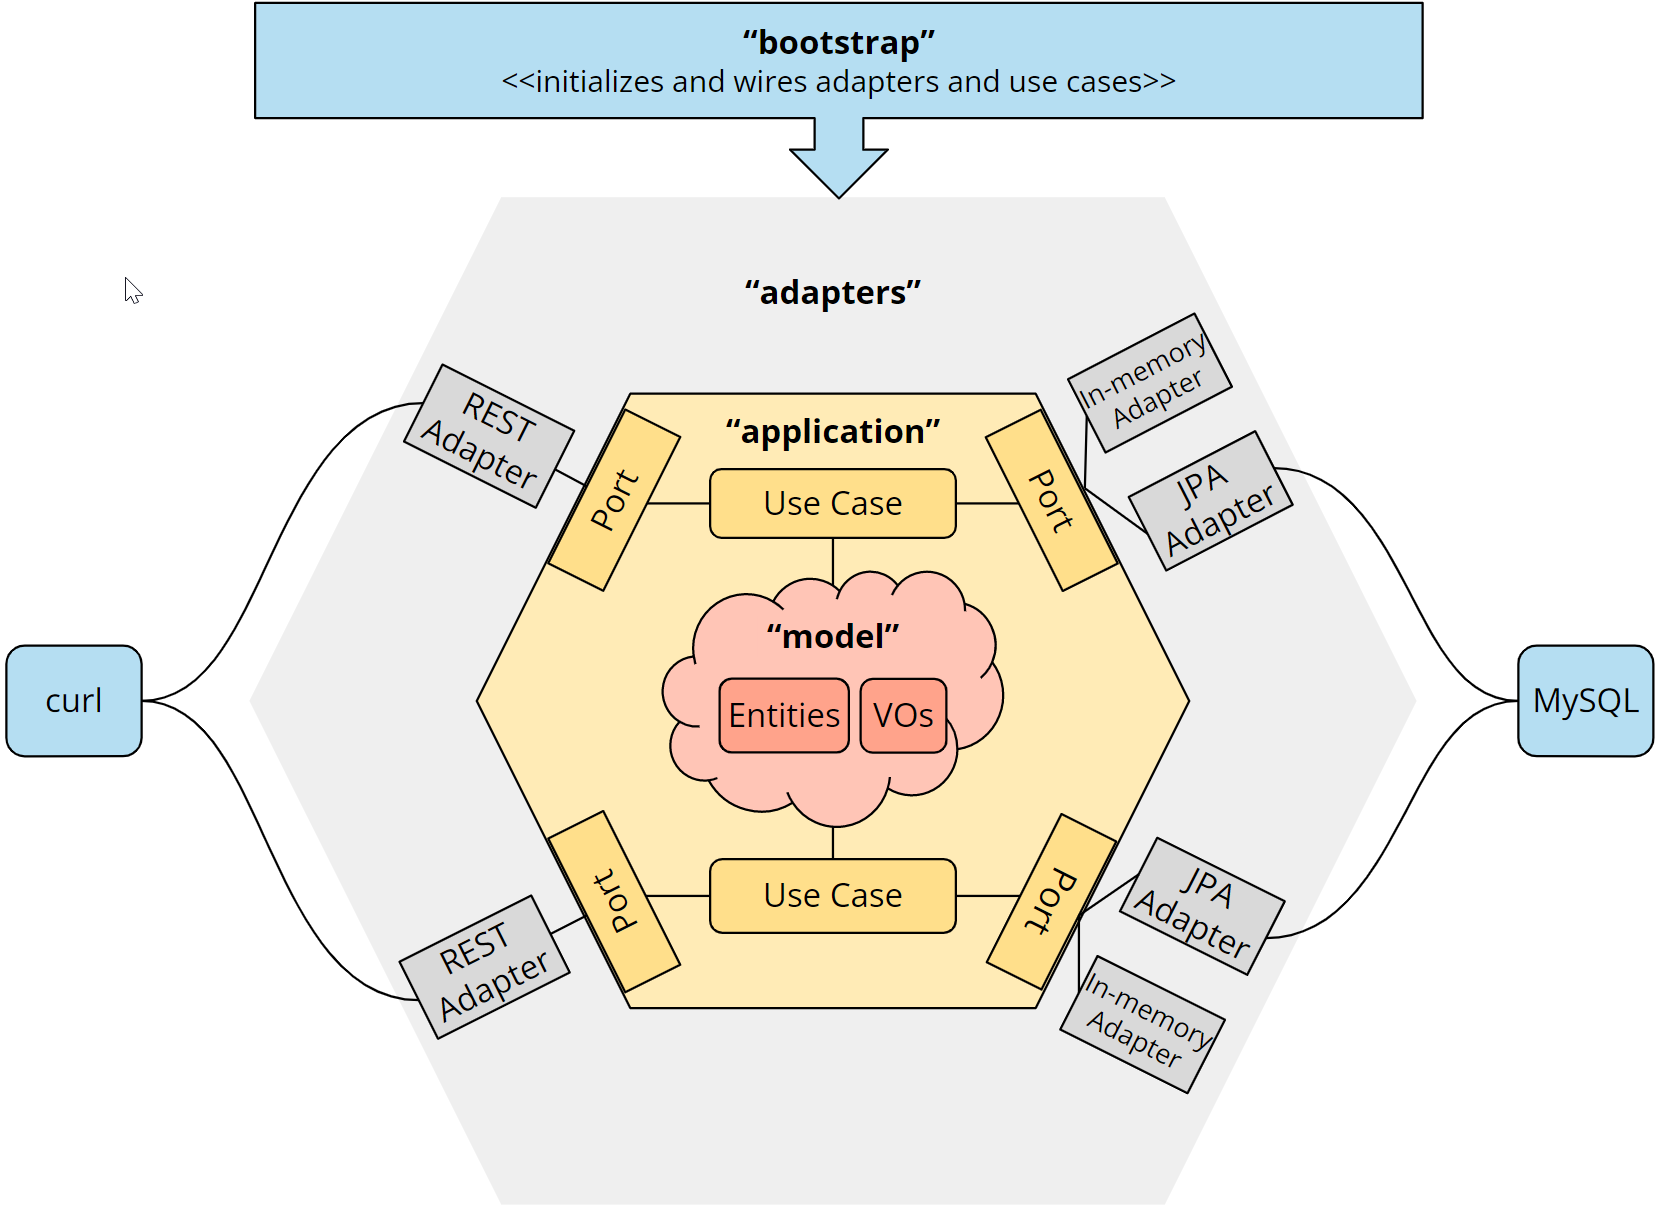 “bootstrap”
<<initializes and wires adapters and use cases>>
“adapters”
In-memory
Adapter
REST
Adapter
“application”
JPA
Adapter
Port
Use Case
Port
“model”
Entities
VOs
curl
MySQL
Port
Use Case
Port
JPA
Adapter
REST
Adapter
In-memory
Adapter